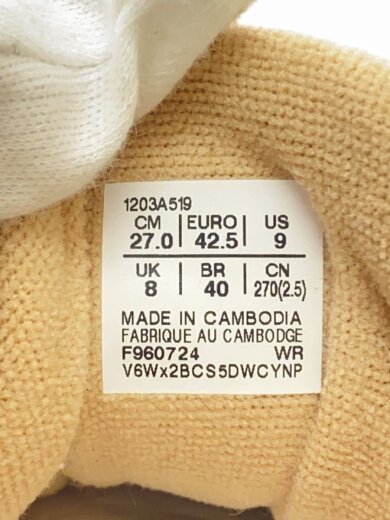 1203A519
CM | EURO | US
27.0 | 42.5 | 9
UK | BR | CN
8 | 40 | 270(2.5)
MADE IN CAMBODIA
FABRIQUE AU CAMBODGE
F960724 WR
V6Wx2BCS5DWCYNP